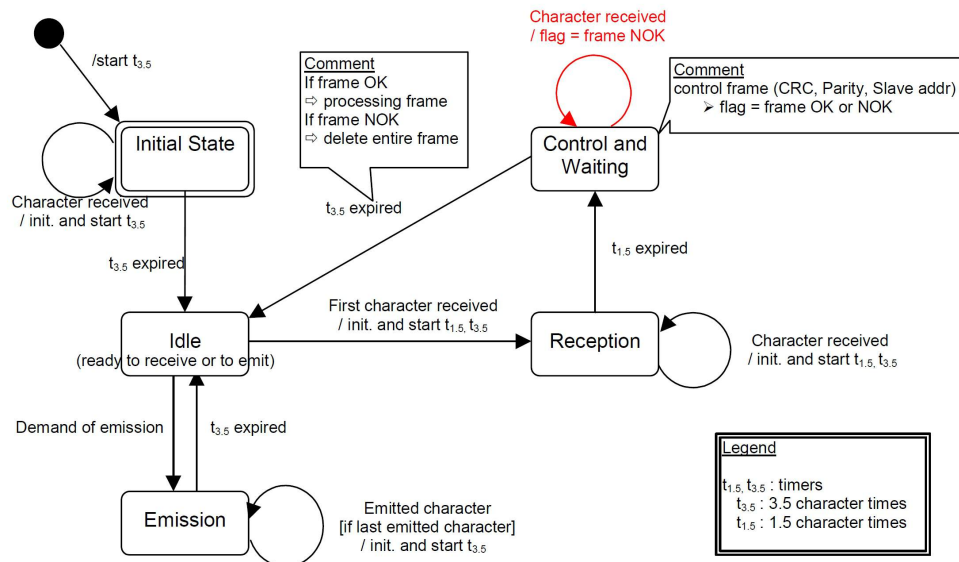 Character received
/ flag = frame NOK
/start t3.5
Comment
If frame OK
⇨ processing frame
If frame NOK
⇨ delete entire frame
Comment
control frame (CRC, Parity, Slave addr)
➢ flag = frame OK or NOK
Initial State
Control and
Waiting
Character received
/ init. and start t3.5
t3.5 expired
t3.5 expired
t1.5 expired
First character received
/ init. and start t1.5, t3.5
Idle
(ready to receive or to emit)
Reception
Character received
/ init. and start t1.5, t3.5
Demand of emission
t3.5 expired
Legend
t1.5, t3.5 : timers
t3.5 : 3.5 character times
t1.5 : 1.5 character times
Emission
Emitted character
[if last emitted character]
/ init. and start t3.5